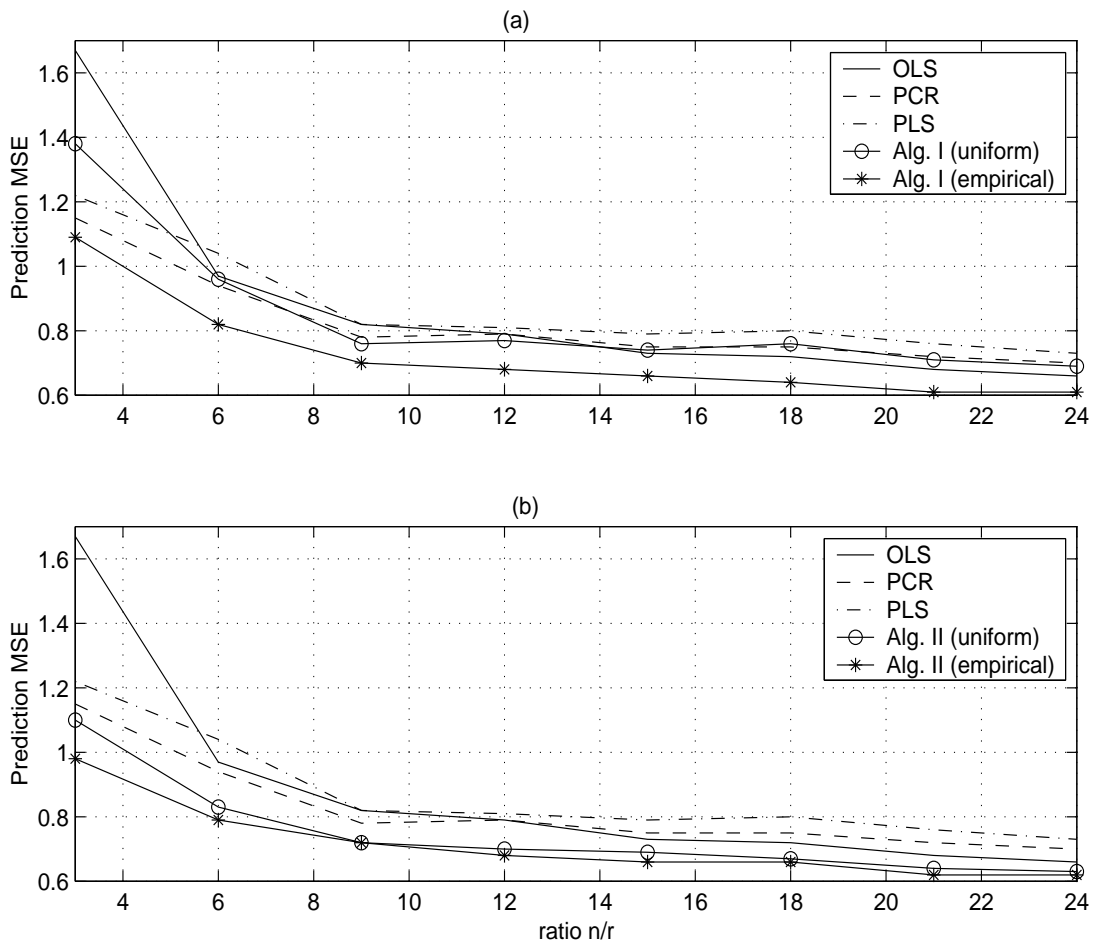 (a)
1.6
1.4
1.2
1
0.8
0.6
Prediction MSE
OLS
PCR
PLS
Alg. I (uniform)
Alg. I (empirical)
4 6 8 10 12 14 16 18 20 22 24
(b)
1.6
1.4
1.2
1
0.8
0.6
Prediction MSE
OLS
PCR
PLS
Alg. II (uniform)
Alg. II (empirical)
4 6 8 10 12 14 16 18 20 22 24
ratio n/r